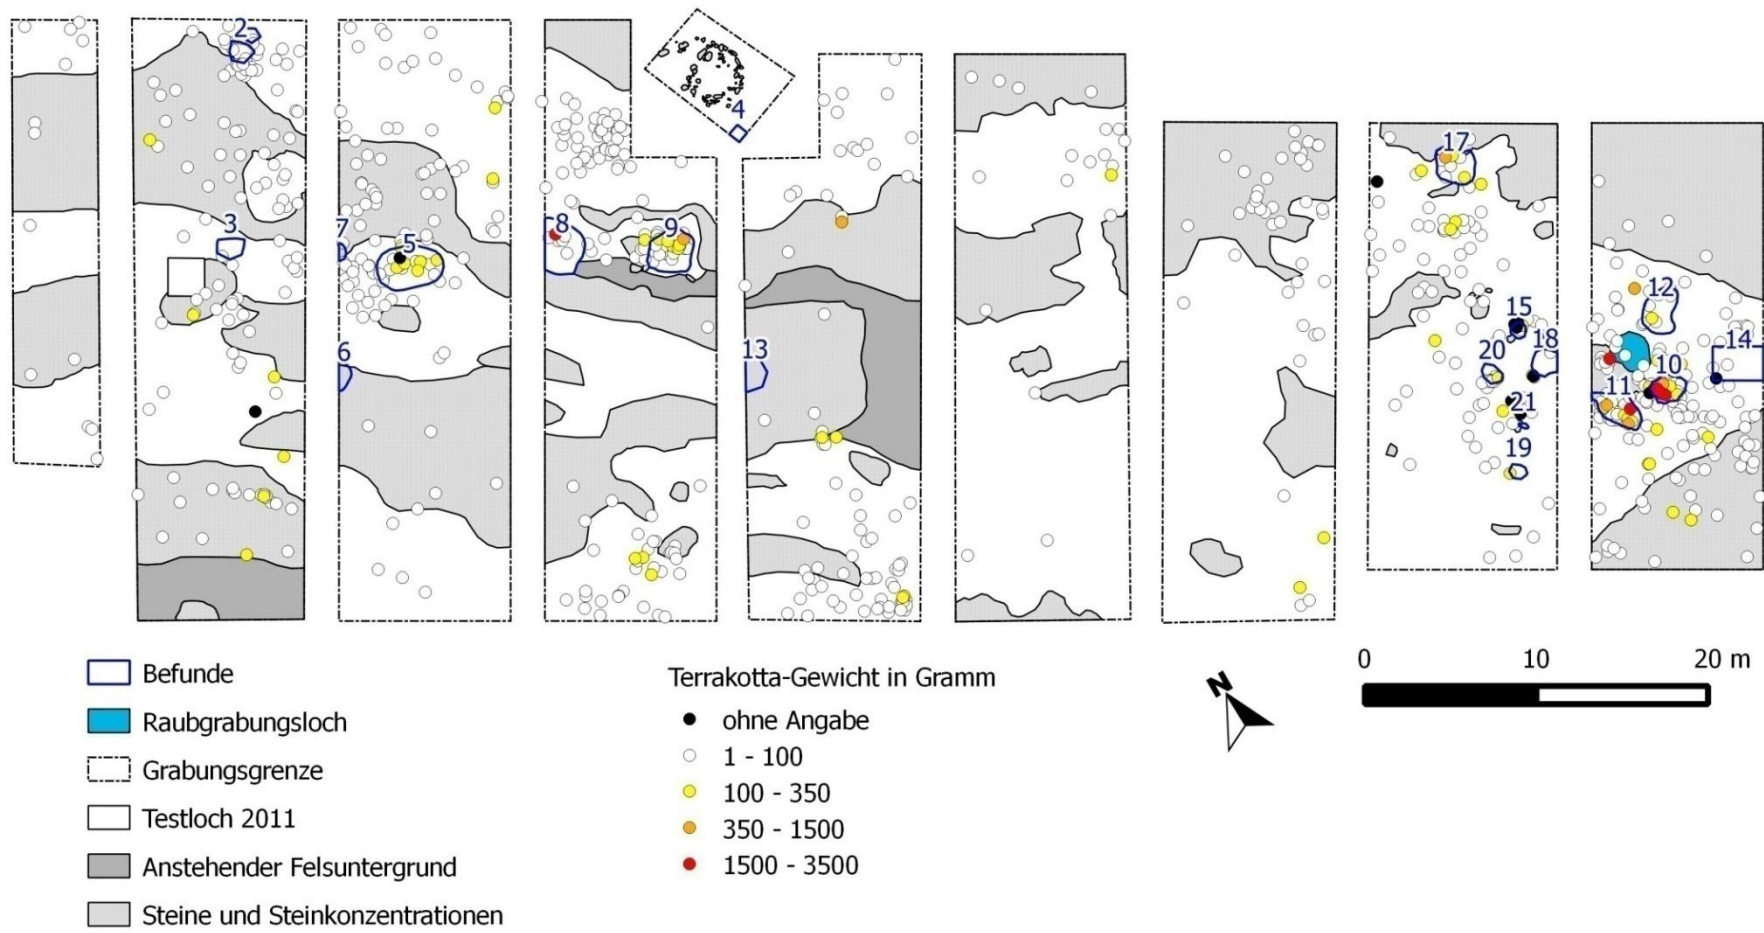 2
4
17
3
7
5
8
9
12
6
13
15
20
18
14
10
11
21
19
0 10 20 m
Befunde
Raubgrabungsloch
Grabungsgrenze
Testloch 2011
Anstehender Felsuntergrund
Steine und Steinkonzentrationen
Terrakotta-Gewicht in Gramm
ohne Angabe
1 - 100
100 - 350
350 - 1500
1500 - 3500
N